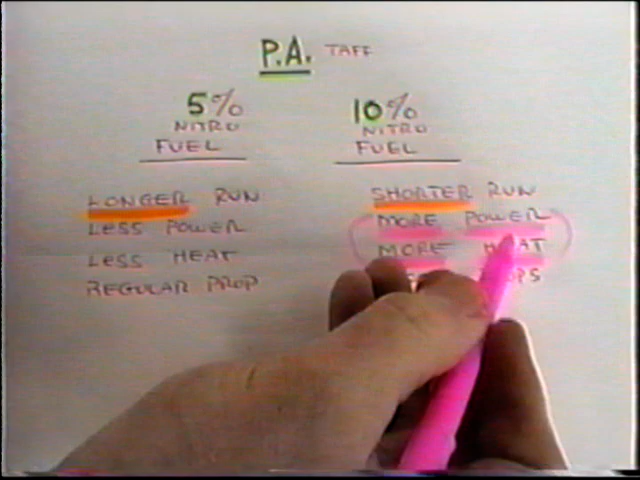 P.A. TAFF
5%
NITRO
FUEL
LONGER RUN
LESS POWER
LESS HEAT
REGULAR PROP
10%
NITRO
FUEL
SHORTER RUN
MORE POWER
MORE HEAT